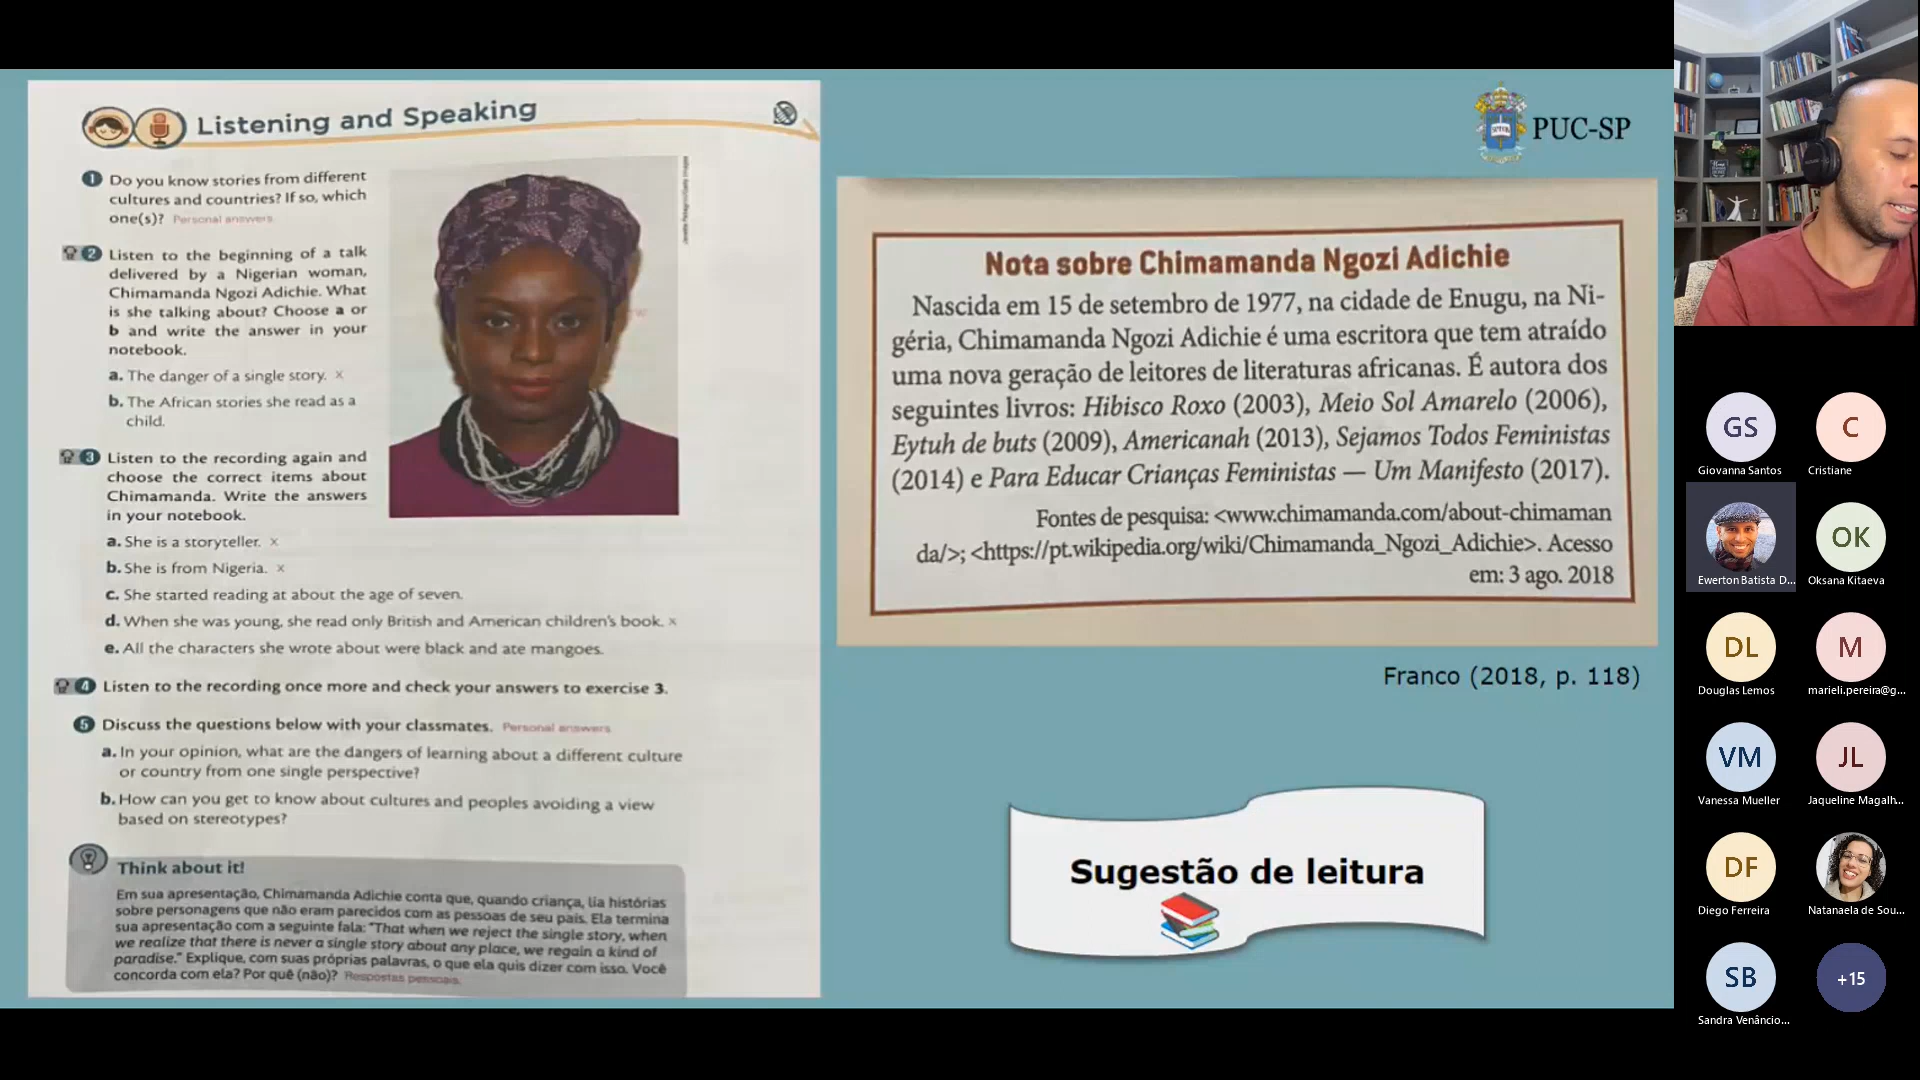 Listening and Speaking
1 Do you know stories from different
cultures and countries? If so, which
one(s)? Personal answers.
2 Listen to the beginning of a talk
delivered by a Nigerian woman,
Chimamanda Ngozi Adichie. What
is she talking about? Choose a or
b and write the answer in your
notebook.
a. The danger of a single story. x
b. The African stories she read as a
child.
3 Listen to the recording again and
choose the correct items about
Chimamanda. Write the answers
in your notebook.
a. She is a storyteller. x
b. She is from Nigeria. x
c. She started reading at about the age of seven.
d. When she was young, she read only British and American children's book. x
e. All the characters she wrote about were black and ate mangoes.
4 Listen to the recording once more and check your answers to exercise 3.
5 Discuss the questions below with your classmates. Personal answers.
a. In your opinion, what are the dangers of learning about a different culture
or country from one single perspective?
b. How can you get to know about cultures and peoples avoiding a view
based on stereotypes?
Think about it!
Em sua apresentação, Chimamanda Adichie conta que, quando criança, lia histórias
sobre personagens que não eram parecidos com as pessoas de seu país. Ela termina
sua apresentação com a seguinte fala: "That when we reject the single story, when
we realize that there is never a single story about any place, we regain a kind of
paradise." Explique, com suas próprias palavras, o que ela quis dizer com isso. Você
concorda com ela? Por quê (não)? Respostas pessoais.
PUC-SP
Nota sobre Chimamanda Ngozi Adichie
Nascida em 15 de setembro de 1977, na cidade de Enugu, na Ni-
géria, Chimamanda Ngozi Adichie é uma escritora que tem atraído
uma nova geração de leitores de literaturas africanas. É autora dos
seguintes livros: Hibisco Roxo (2003), Meio Sol Amarelo (2006),
Eytuh de buts (2009), Americanah (2013), Sejamos Todos Feministas
(2014) e Para Educar Crianças Feministas — Um Manifesto (2017).
Fontes de pesquisa: <www.chimamanda.com/about-chimaman
da/>; <https://pt.wikipedia.org/wiki/Chimamanda_Ngozi_Adichie>. Acesso
em: 3 ago. 2018
Franco (2018, p. 118)
Sugestão de leitura
GS
Giovanna Santos
C
Cristiane
Ewerton Batista D...
OK
Oksana Kitaeva
DL
Douglas Lemos
M
marieli.pereira@g...
VM
Vanessa Mueller
JL
Jaqueline Magalh...
DF
Diego Ferreira
Natanaela de Sou...
SB
Sandra Venâncio...
+15